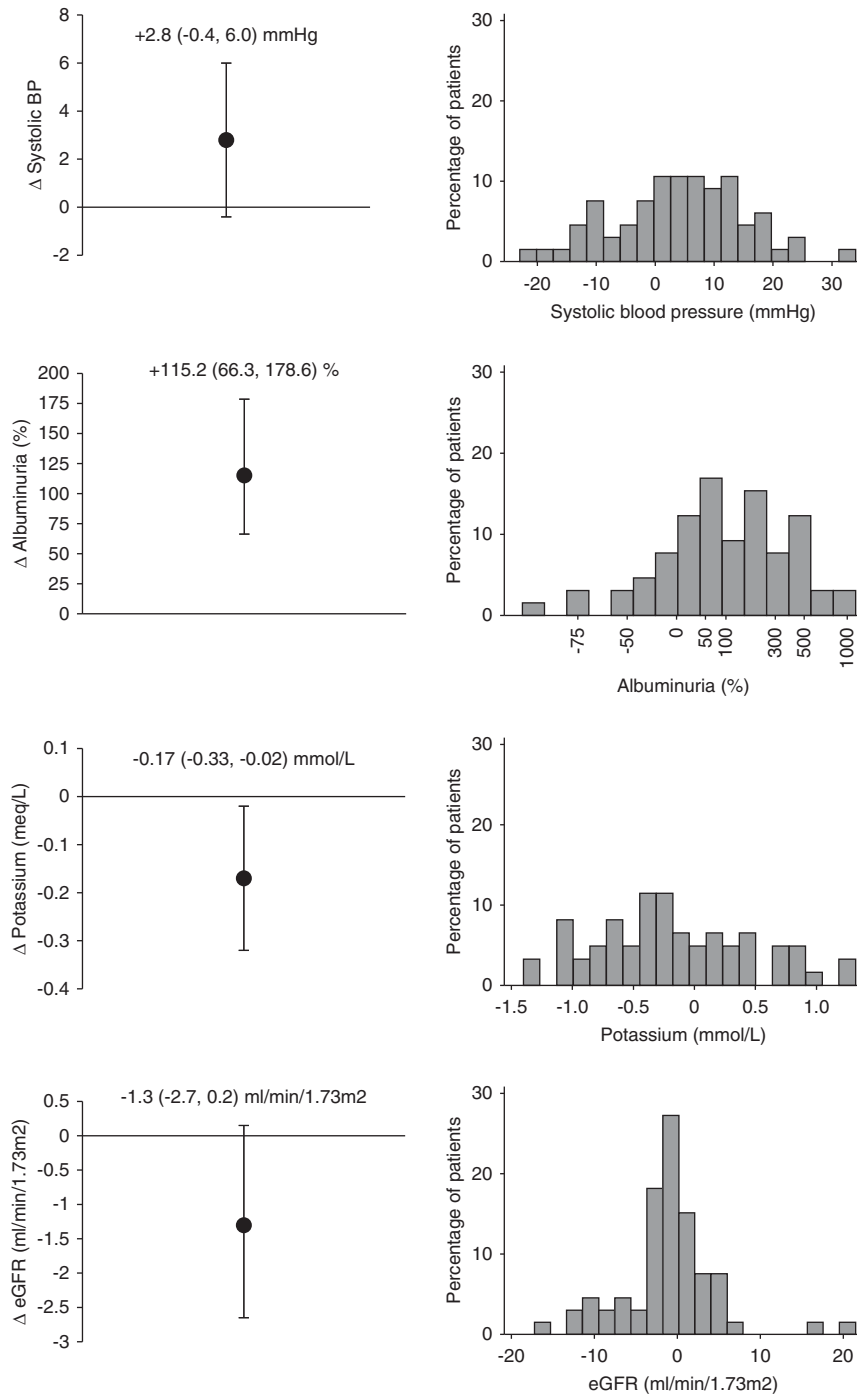 +2.8 (-0.4, 6.0) mmHg
Δ Systolic BP
8
6
4
2
0
-2
Percentage of patients
30
20
10
0
-20 -10 0 10 20 30
Systolic blood pressure (mmHg)
+115.2 (66.3, 178.6) %
Δ Albuminuria (%)
200
175
150
125
100
75
50
25
0
Percentage of patients
30
20
10
0
-75 -50 0 50 100 300 500 1000
Albuminuria (%)
-0.17 (-0.33, -0.02) mmol/L
Δ Potassium (meq/L)
0.1
0
-0.1
-0.2
-0.3
-0.4
Percentage of patients
30
20
10
0
-1.5 -1.0 -0.5 0 0.5 1.0
Potassium (mmol/L)
-1.3 (-2.7, 0.2) ml/min/1.73m2
Δ eGFR (ml/min/1.73m2)
0.5
0
-0.5
-1
-1.5
-2
-2.5
-3
Percentage of patients
30
20
10
0
-20 -10 0 10 20
eGFR (ml/min/1.73m2)